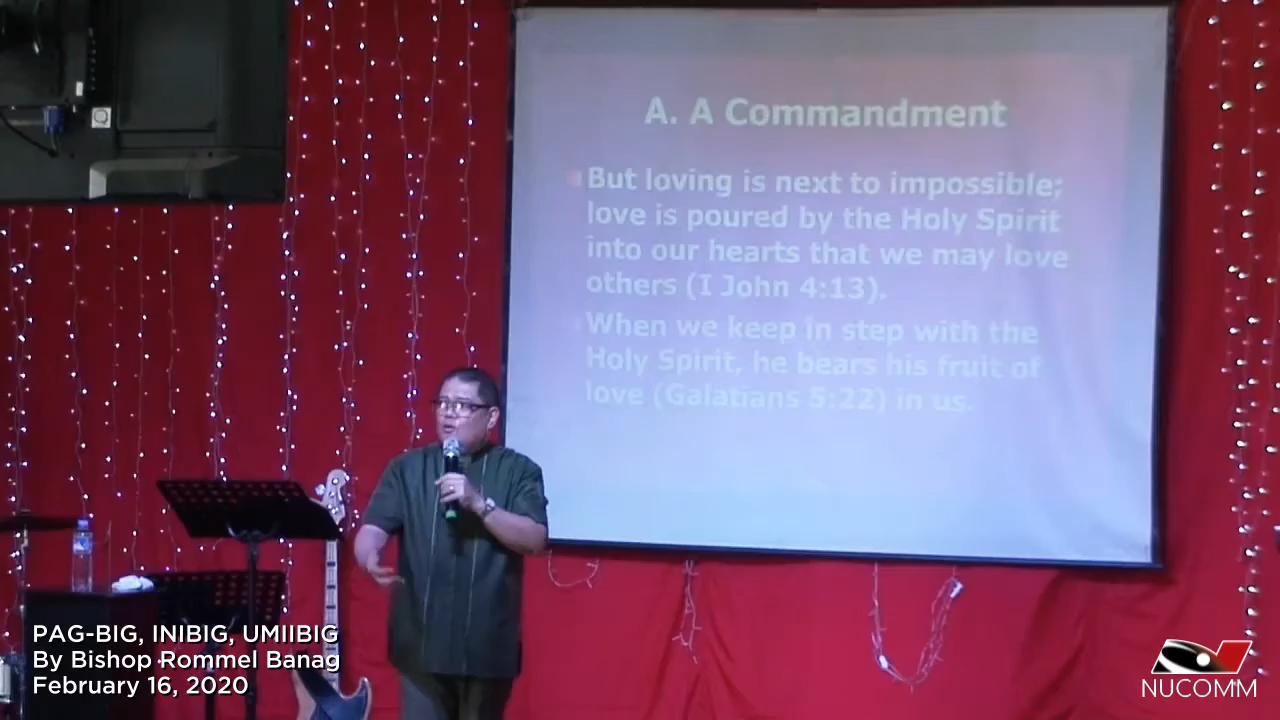 A. A Commandment
But loving is next to impossible;
love is poured by the Holy Spirit
into our hearts that we may love
others (I John 4:13).
When we keep in step with the
Holy Spirit, he bears his fruit of
love (Galatians 5:22) in us.
PAG-BIG, INIBIG, UMIIBIG
By Bishop Rommel Banag
February 16, 2020
NUCOMM